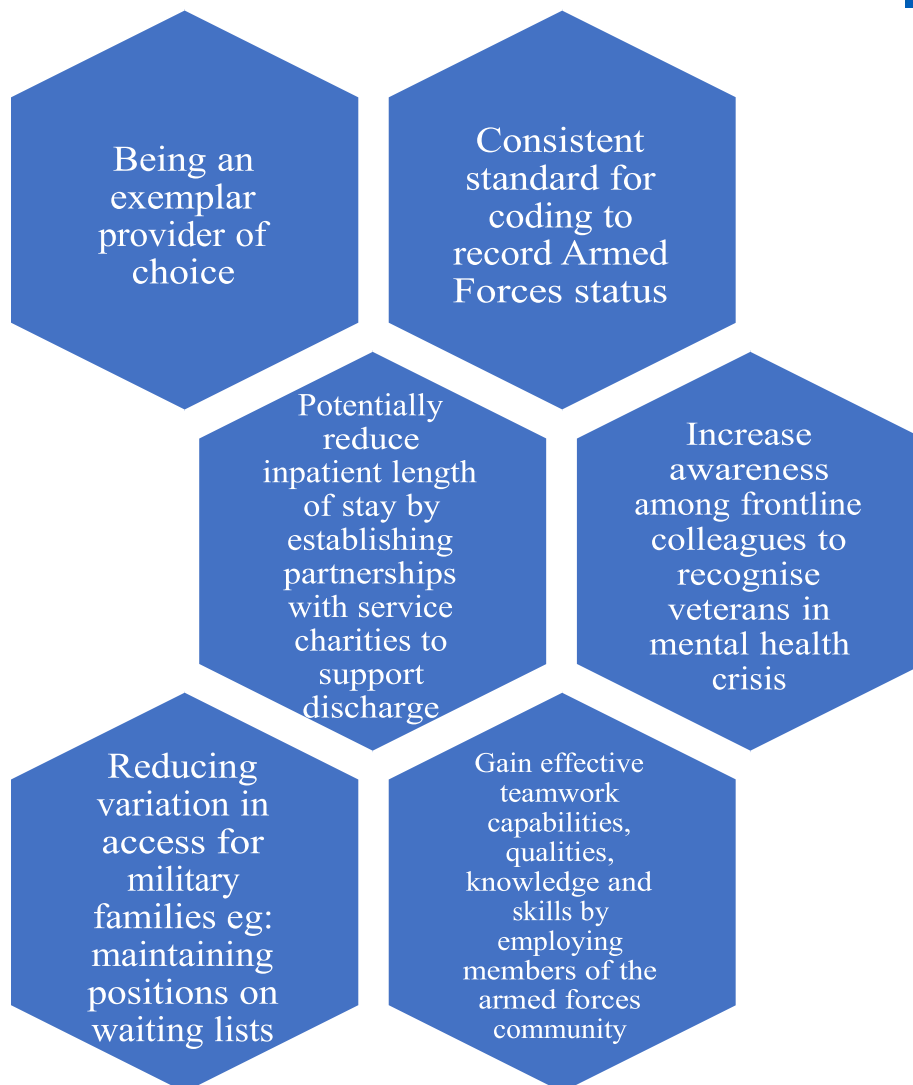 Being an
exemplar
provider of
choice
Consistent
standard for
coding to
record Armed
Forces status
Potentially
reduce
inpatient length
of stay by
establishing
partnerships
with service
charities to
support
discharge
Increase
awareness
among frontline
colleagues to
recognise
veterans in
mental health
crisis
Reducing
variation in
access for
military
families eg:
maintaining
positions on
waiting lists
Gain effective
teamwork
capabilities,
qualities,
knowledge and
skills by
employing
members of the
armed forces
community